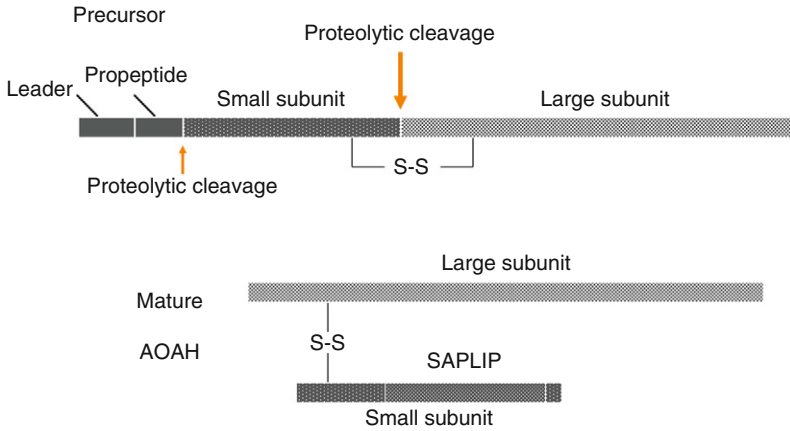 Precursor
Proteolytic cleavage
Propeptide
Leader
Small subunit
Large subunit
S-S
Proteolytic cleavage
Large subunit
Mature
S-S
AOAH
SAPLIP
Small subunit